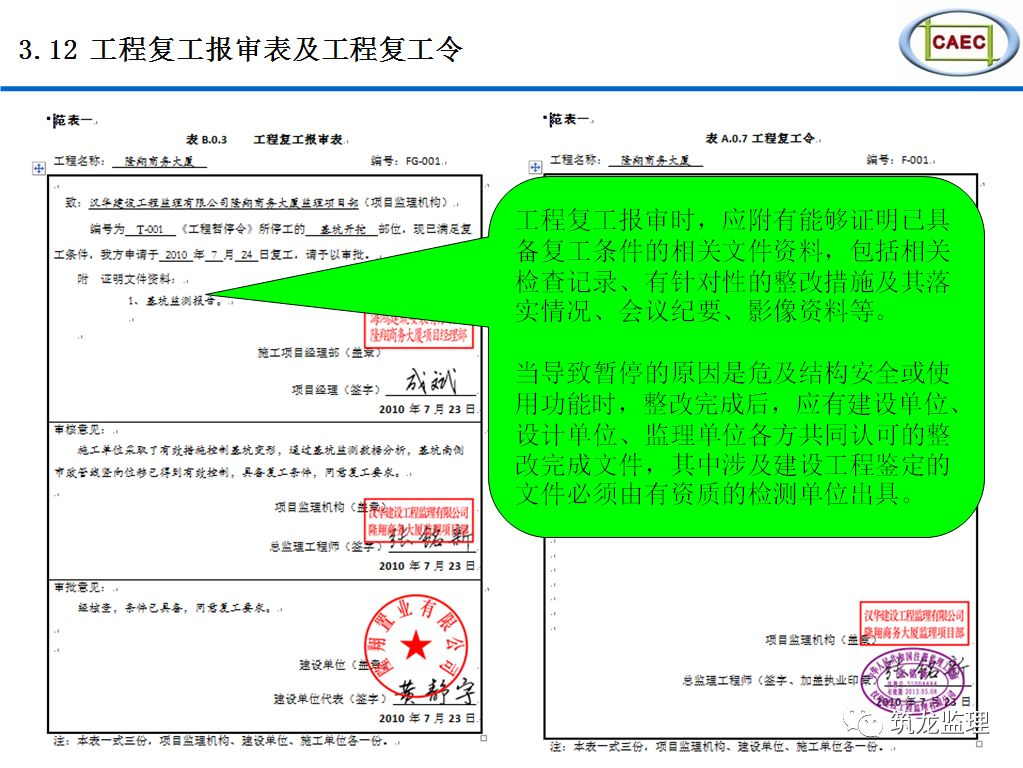 3.12 工程复工报审表及工程复工令
CAEC
范表一
表 B.0.3 工程复工报审表
工程名称： 隆翔商务大厦 编号：FG-001
致：汉华建设工程监理有限公司隆翔商务大厦监理项目部（项目监理机构）
编号为 T-001 《工程暂停令》所停工的 基坑开挖 部位，现已满足复
工条件，我方申请于 2010 年 7 月 24 日复工，请予以审批。
附 证明文件资料：
1、基坑监测报告。
隆翔商务大厦项目经理部
施工项目经理部（盖章）
项目经理（签字） 成斌
2010 年 7 月 23 日
审核意见：
施工单位采取了有效措施控制基坑变形，通过基坑监测数据分析，基坑南侧
市政管线竖向位移已得到有效控制，具备复工条件，同意复工要求。
汉华建设工程监理有限公司
隆翔商务大厦监理项目部
项目监理机构（盖章）
总监理工程师（签字） 张铭新
2010 年 7 月 23 日
审批意见：
经核查，条件已具备，同意复工要求。
隆翔置业有限公司
建设单位（盖章）
建设单位代表（签字） 黄静宇
2010 年 7 月 23 日
注：本表一式三份，项目监理机构、建设单位、施工单位各一份。
范表一
表 A.0.7 工程复工令
工程名称： 隆翔商务大厦 编号：F-001
工程复工报审时，应附有能够证明已具
备复工条件的相关文件资料，包括相关
检查记录、有针对性的整改措施及其落
实情况、会议纪要、影像资料等。
当导致暂停的原因是危及结构安全或使
用功能时，整改完成后，应有建设单位、
设计单位、监理单位各方共同认可的整
改完成文件，其中涉及建设工程鉴定的
文件必须由有资质的检测单位出具。
汉华建设工程监理有限公司
隆翔商务大厦监理项目部
项目监理机构（盖章）
总监理工程师（签字、加盖执业印章） 张铭新
2010 年 7 月 23 日
注：本表一式三份，项目监理机构、建设单位、施工单位各一份。
筑龙监理